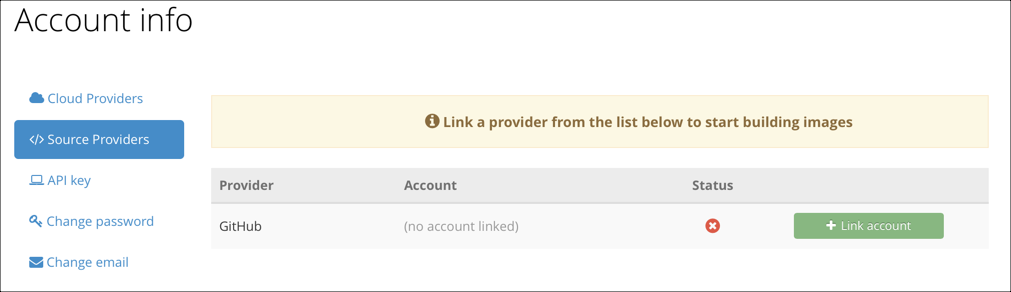 Account info
Cloud Providers
Source Providers
API key
Change password
Change email
Link a provider from the list below to start building images
Provider Account Status
GitHub (no account linked) Link account